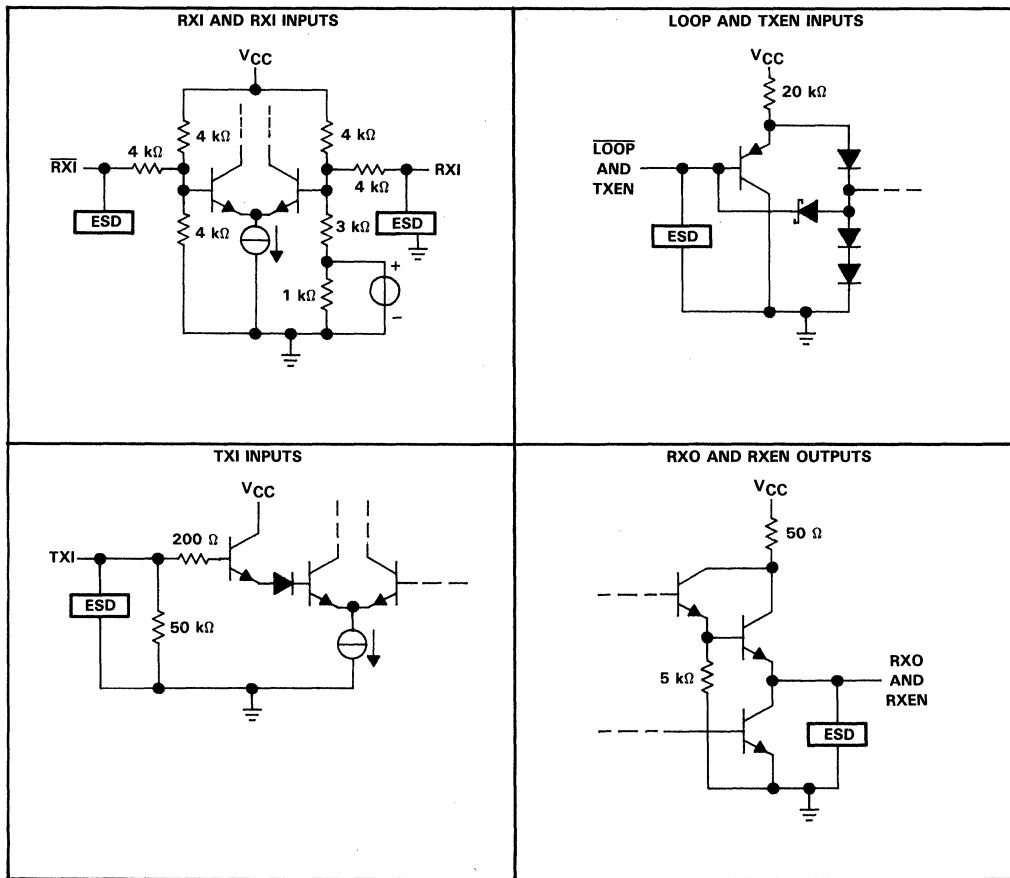 RXI AND RXI INPUTS
VCC
4 kΩ
4 kΩ
4 kΩ
R̅X̅I̅
RXI
4 kΩ
ESD
4 kΩ
3 kΩ
ESD
+
1 kΩ
-
LOOP AND TXEN INPUTS
VCC
20 kΩ
L̅O̅O̅P̅
AND
TXEN
ESD
TXI INPUTS
VCC
200 Ω
TXI
ESD
50 kΩ
RXO AND RXEN OUTPUTS
VCC
50 Ω
5 kΩ
RXO
AND
RXEN
ESD